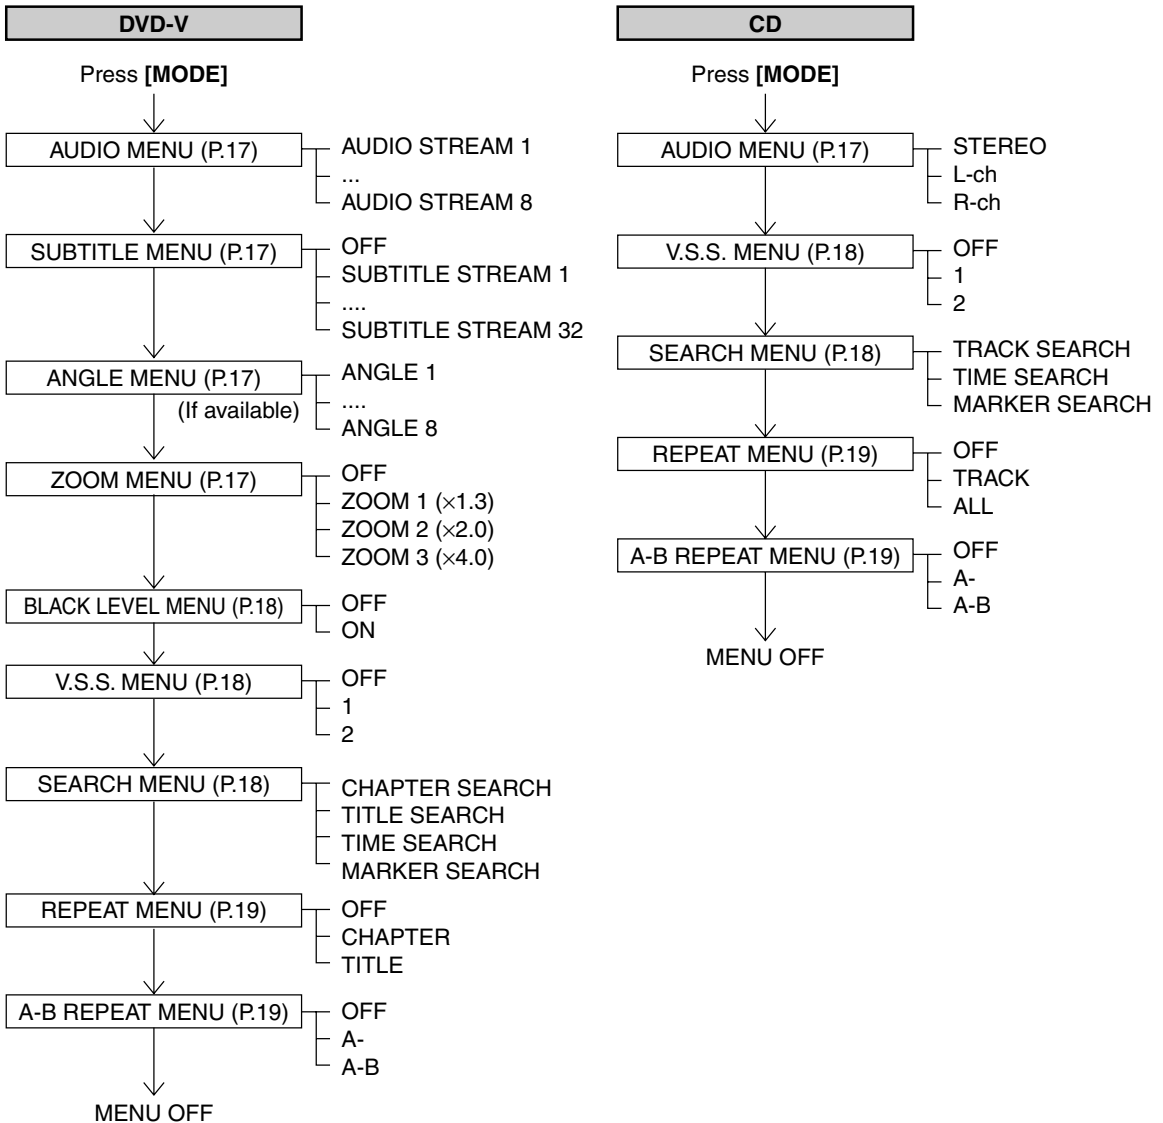 DVD-V
Press [MODE]
AUDIO MENU (P.17)
AUDIO STREAM 1
...
AUDIO STREAM 8
SUBTITLE MENU (P.17)
OFF
SUBTITLE STREAM 1
....
SUBTITLE STREAM 32
ANGLE MENU (P.17)
(If available)
ANGLE 1
....
ANGLE 8
ZOOM MENU (P.17)
OFF
ZOOM 1 (×1.3)
ZOOM 2 (×2.0)
ZOOM 3 (×4.0)
BLACK LEVEL MENU (P.18)
OFF
ON
V.S.S. MENU (P.18)
OFF
1
2
SEARCH MENU (P.18)
CHAPTER SEARCH
TITLE SEARCH
TIME SEARCH
MARKER SEARCH
REPEAT MENU (P.19)
OFF
CHAPTER
TITLE
A-B REPEAT MENU (P.19)
OFF
A-
A-B
MENU OFF
CD
Press [MODE]
AUDIO MENU (P.17)
STEREO
L-ch
R-ch
V.S.S. MENU (P.18)
OFF
1
2
SEARCH MENU (P.18)
TRACK SEARCH
TIME SEARCH
MARKER SEARCH
REPEAT MENU (P.19)
OFF
TRACK
ALL
A-B REPEAT MENU (P.19)
OFF
A-
A-B
MENU OFF